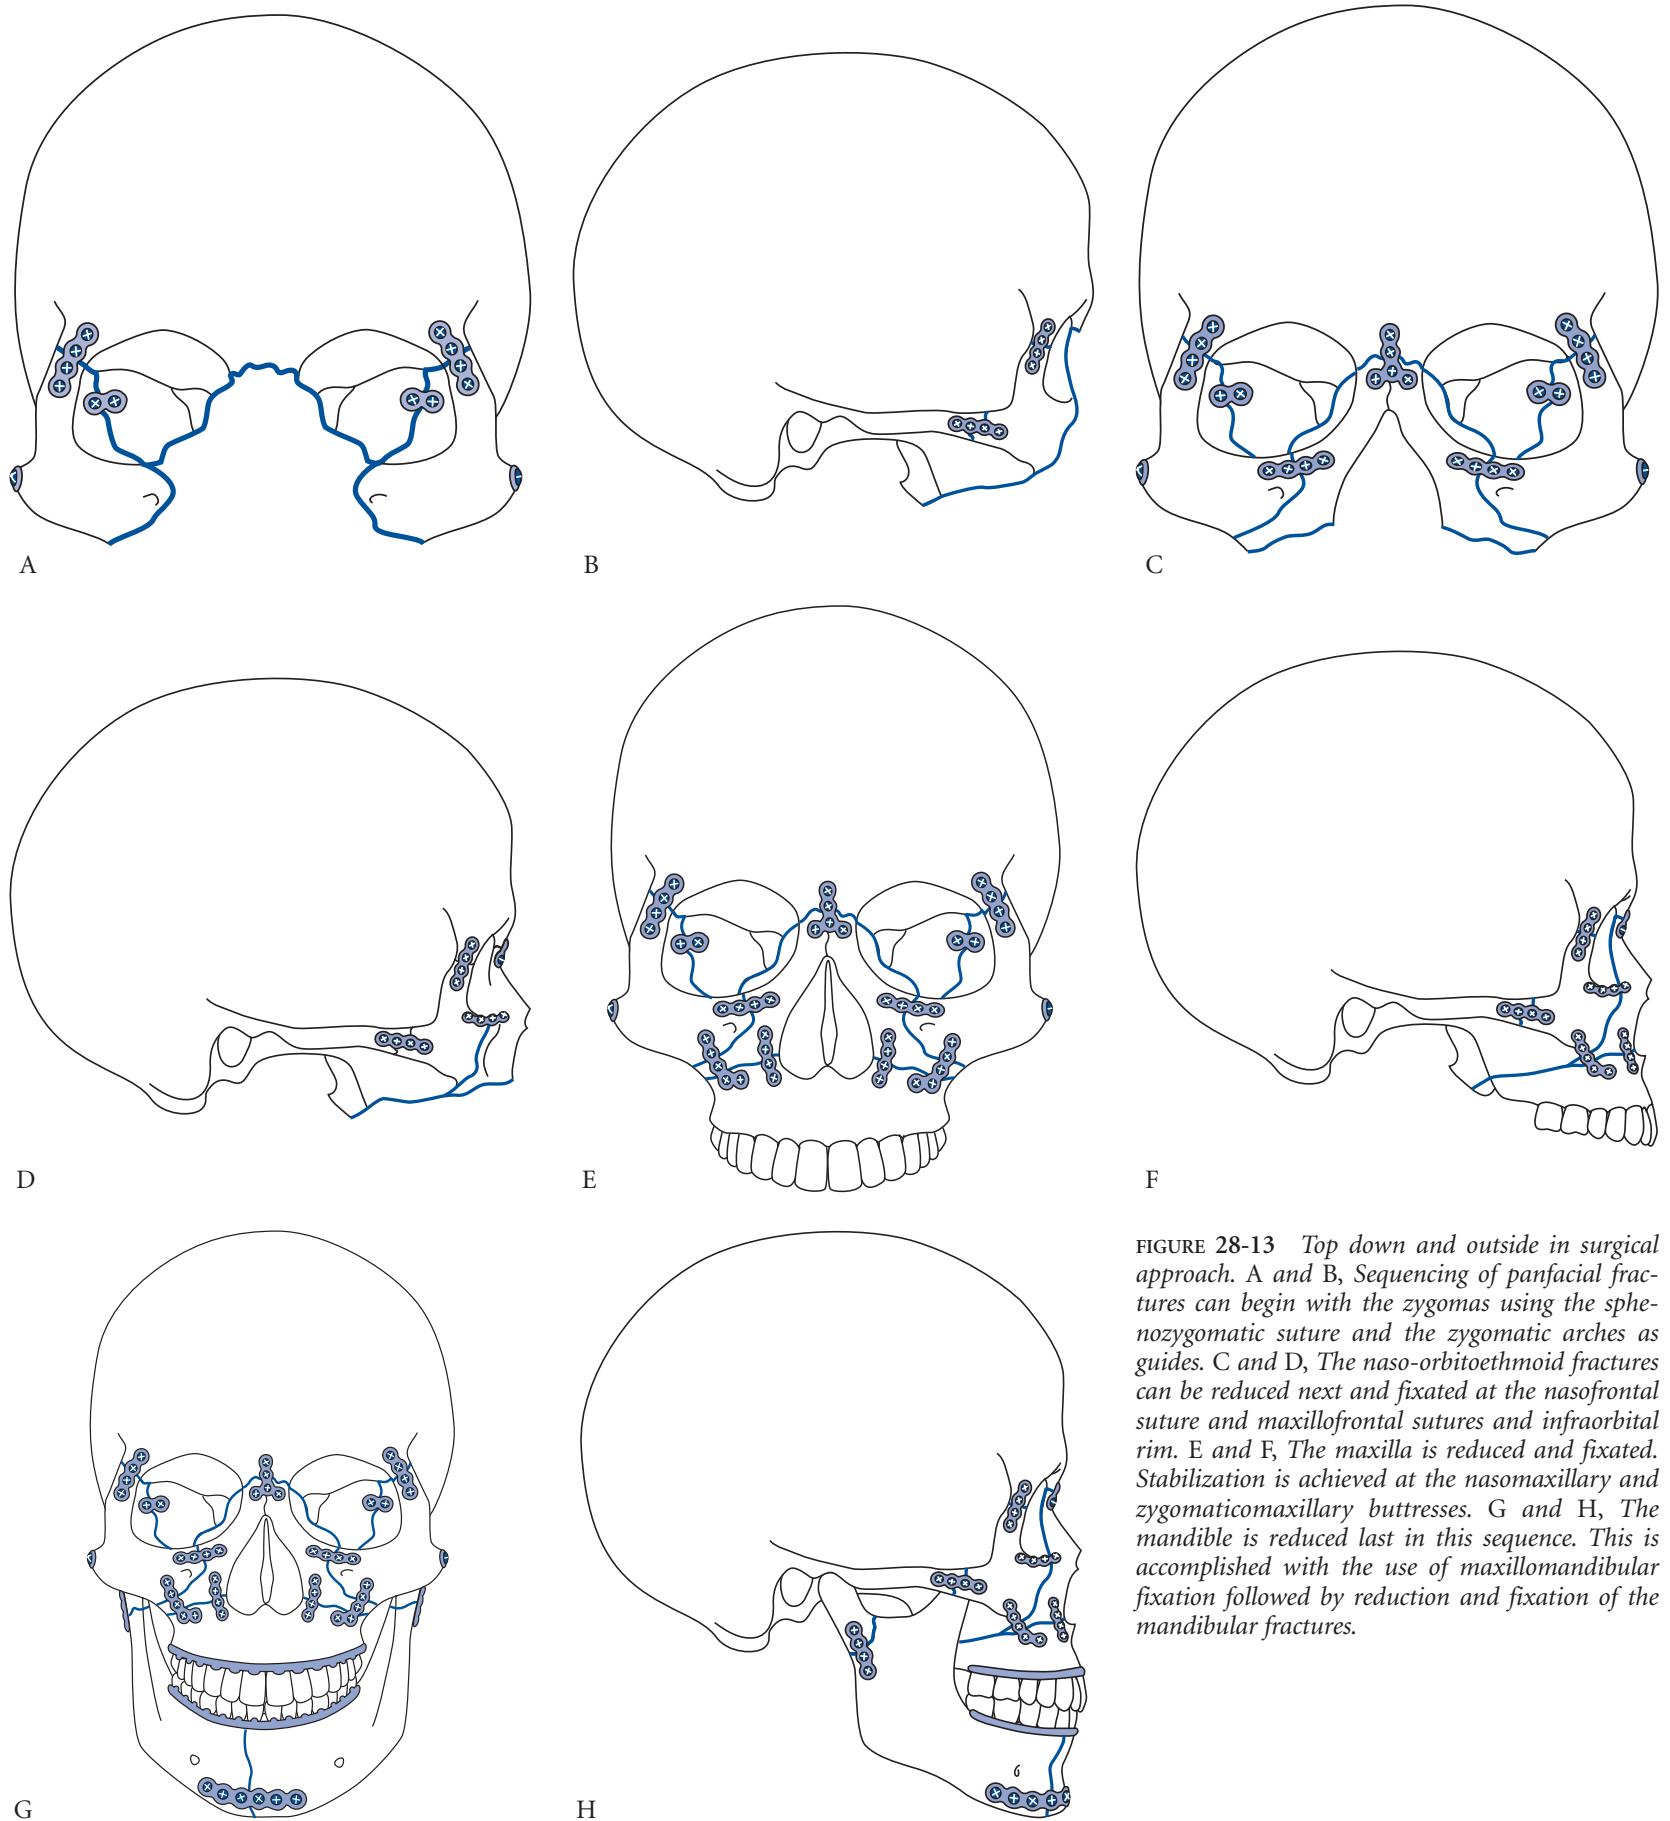 A
B
C
D
E
F
G
H
FIGURE 28-13 Top down and outside in surgical
approach. A and B, Sequencing of panfacial frac-
tures can begin with the zygomas using the sphe-
nozygomatic suture and the zygomatic arches as
guides. C and D, The naso-orbitoethmoid fractures
can be reduced next and fixated at the nasofrontal
suture and maxillofrontal sutures and infraorbital
rim. E and F, The maxilla is reduced and fixated.
Stabilization is achieved at the nasomaxillary and
zygomaticomaxillary buttresses. G and H, The
mandible is reduced last in this sequence. This is
accomplished with the use of maxillomandibular
fixation followed by reduction and fixation of the
mandibular fractures.